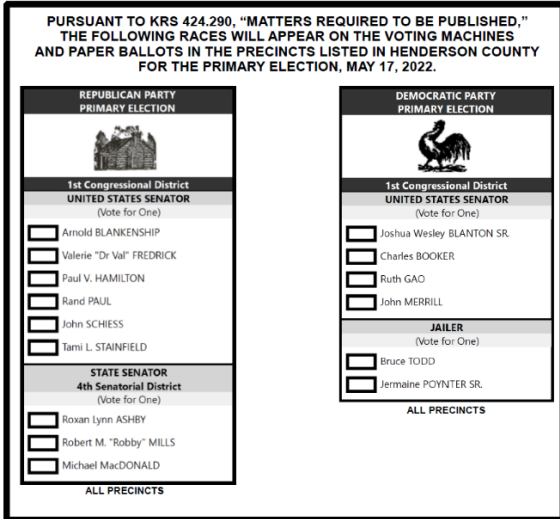 PURSUANT TO KRS 424.290, “MATTERS REQUIRED TO BE PUBLISHED,”
THE FOLLOWING RACES WILL APPEAR ON THE VOTING MACHINES
AND PAPER BALLOTS IN THE PRECINCTS LISTED IN HENDERSON COUNTY
FOR THE PRIMARY ELECTION, MAY 17, 2022.
REPUBLICAN PARTY
PRIMARY ELECTION
1st Congressional District
UNITED STATES SENATOR
(Vote for One)
Arnold BLANKENSHIP
Valerie "Dr Val" FREDRICK
Paul V. HAMILTON
Rand PAUL
John SCHIESS
Tami L. STAINFIELD
STATE SENATOR
4th Senatorial District
(Vote for One)
Roxan Lynn ASHBY
Robert M. "Robby" MILLS
Michael MacDONALD
ALL PRECINCTS
DEMOCRATIC PARTY
PRIMARY ELECTION
1st Congressional District
UNITED STATES SENATOR
(Vote for One)
Joshua Wesley BLANTON SR.
Charles BOOKER
Ruth GAO
John MERRILL
JAILER
(Vote for One)
Bruce TODD
Jermaine POYNTER SR.
ALL PRECINCTS